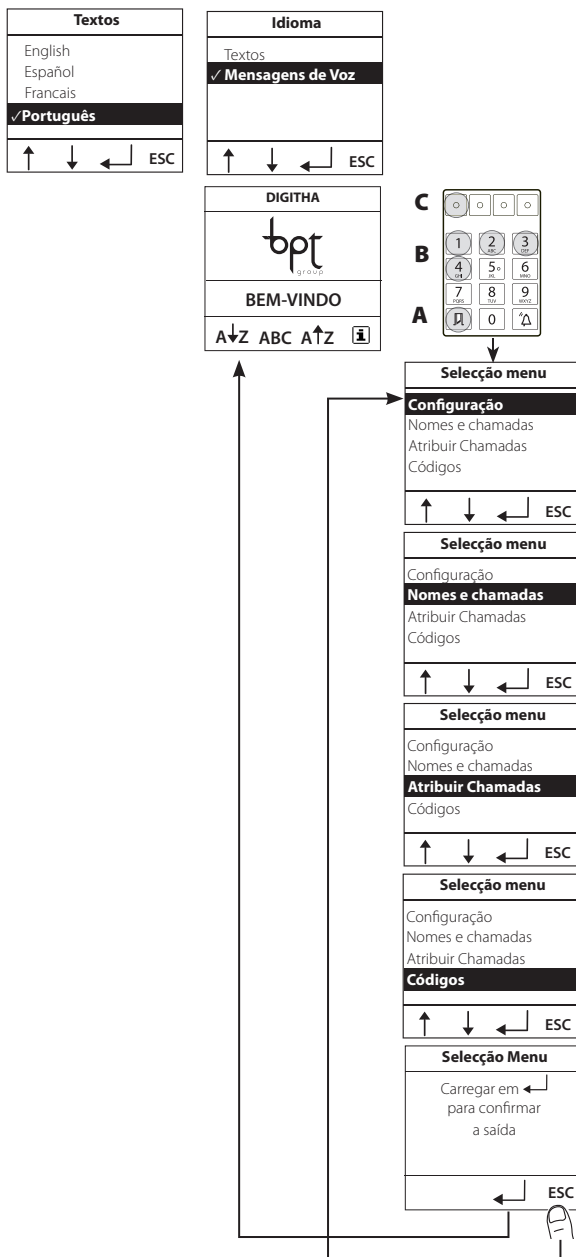 Textos
English
Español
Francais
✓Português
↑ ↓ ↵ ESC
Idioma
Textos
✓ Mensagens de Voz
↑ ↓ ↵ ESC
DIGITHA
bpt
group
BEM-VINDO
A↓Z ABC A↑Z i
C
B
A
1 2 ABC 3 DEF
4 GHI 5 JKL 6 MNO
7 PQRS 8 TUV 9 WXYZ
0
Selecção menu
Configuração
Nomes e chamadas
Atribuir Chamadas
Códigos
↑ ↓ ↵ ESC
Selecção menu
Configuração
Nomes e chamadas
Atribuir Chamadas
Códigos
↑ ↓ ↵ ESC
Selecção menu
Configuração
Nomes e chamadas
Atribuir Chamadas
Códigos
↑ ↓ ↵ ESC
Selecção menu
Configuração
Nomes e chamadas
Atribuir Chamadas
Códigos
↑ ↓ ↵ ESC
Selecção Menu
Carregar em ↵
para confirmar
a saída
↵ ESC